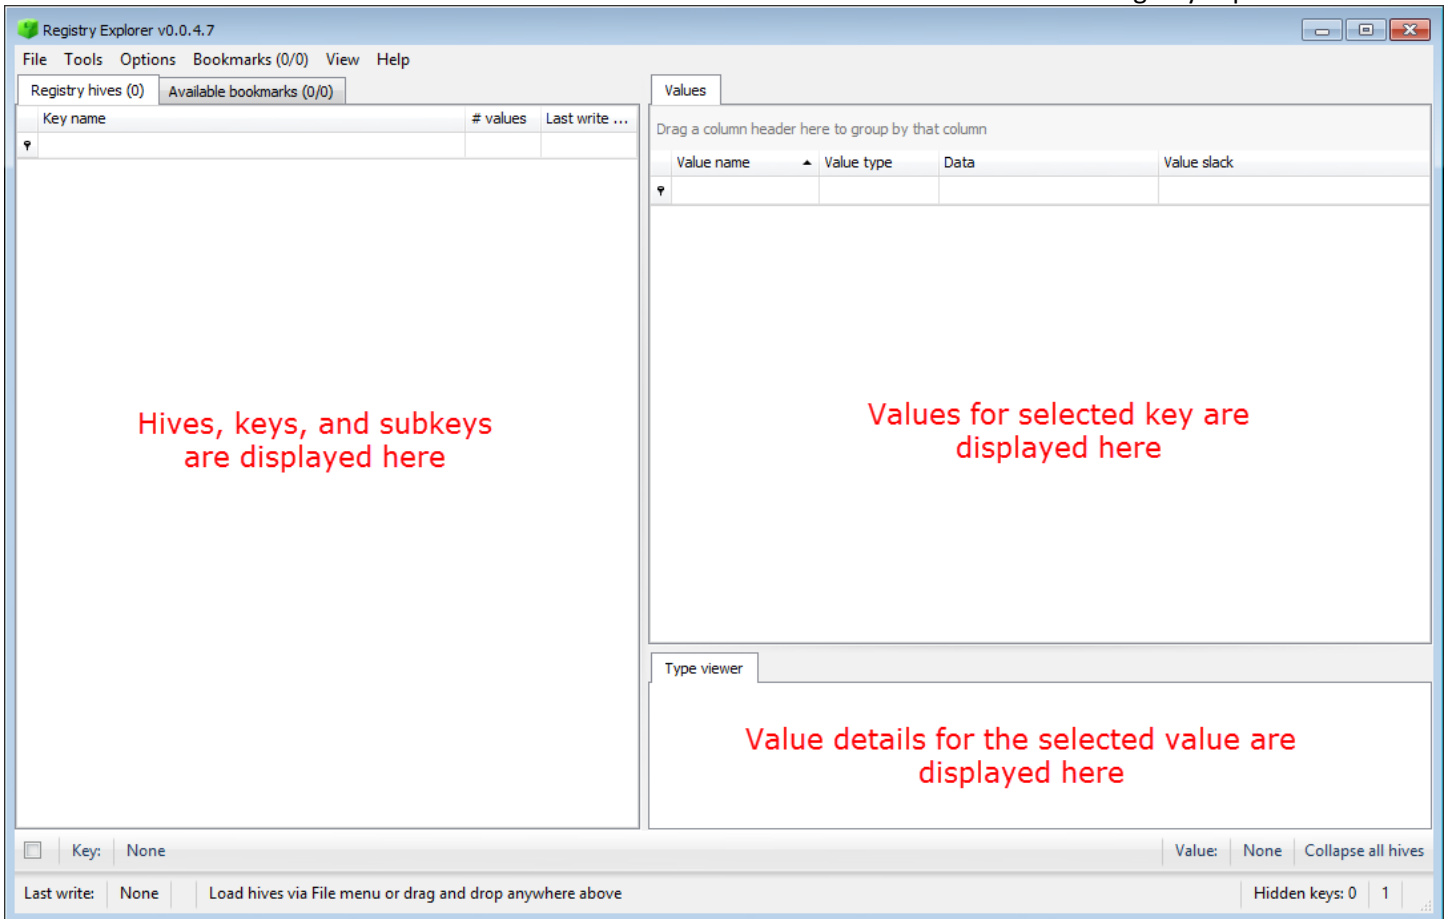 Registry Explorer v0.0.4.7
File Tools Options Bookmarks (0/0) View Help
Registry hives (0) Available bookmarks (0/0)
Key name # values Last write ...
Hives, keys, and subkeys
are displayed here
Values
Drag a column header here to group by that column
Value name Value type Data Value slack
Values for selected key are
displayed here
Type viewer
Value details for the selected value are
displayed here
Key: None
Value: None Collapse all hives
Last write: None Load hives via File menu or drag and drop anywhere above
Hidden keys: 0 1